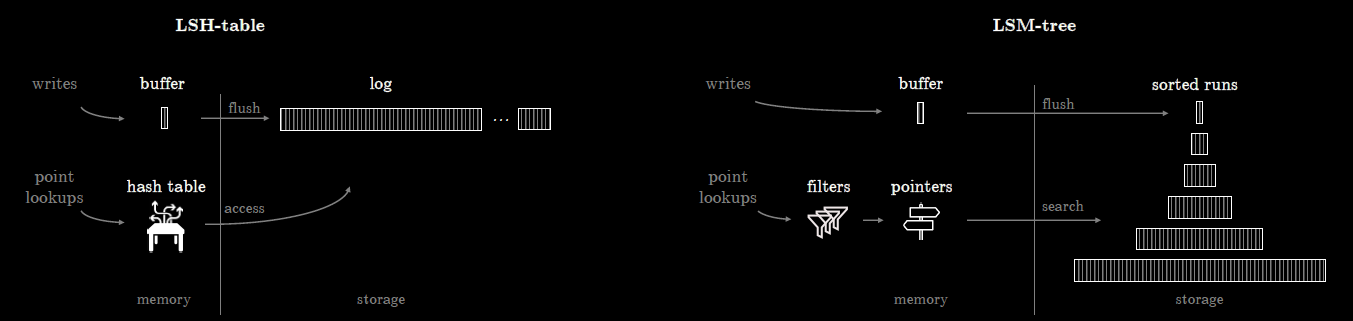 LSH-table
writes
buffer
flush
log
...
point
lookups
hash table
access
memory
storage
LSM-tree
writes
buffer
flush
sorted runs
point
lookups
filters
pointers
search
memory
storage